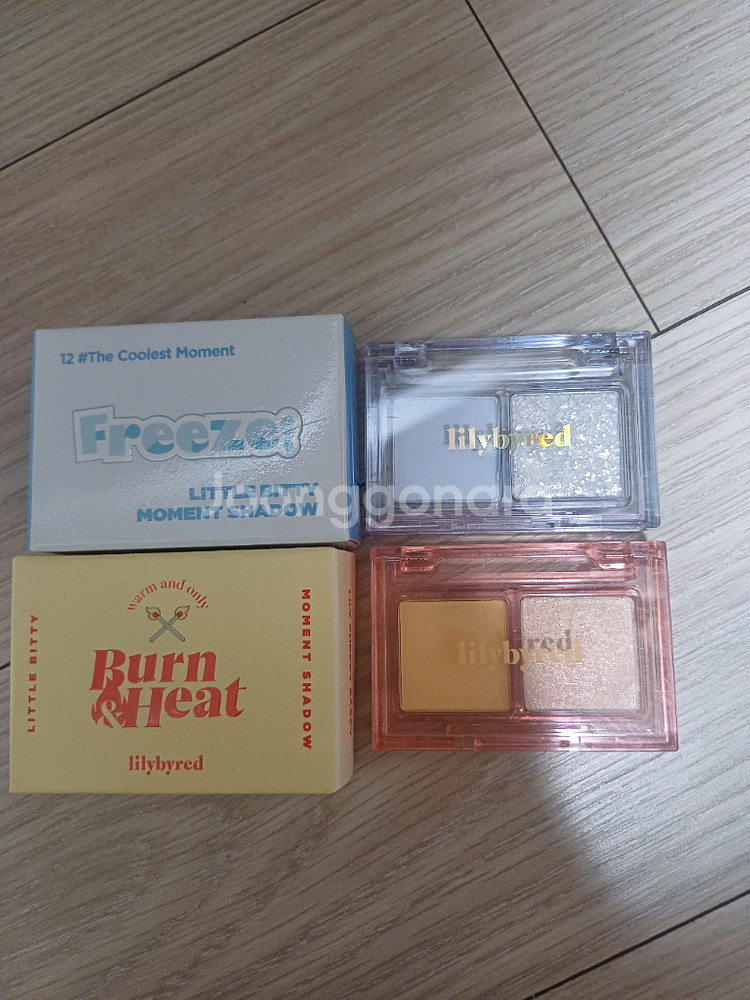 12 #The Coolest Moment
Freeze!
LITTLE BITTY
MOMENT SHADOW
lilybyred
joonggonara
warm and only
Burn
&Heat
LITTLE BITTY
MOMENT SHADOW
lilybyred
lilybyred